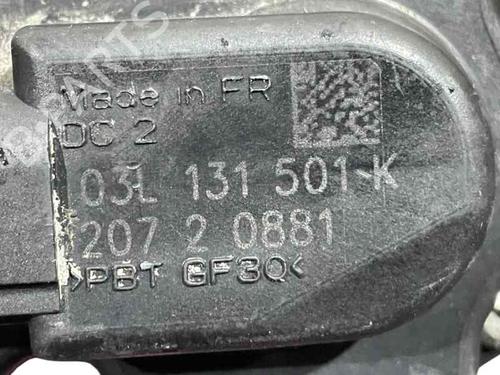 Made in FR
DC 2
03L 131 501 K
207 2 0881
>PBT GF30<